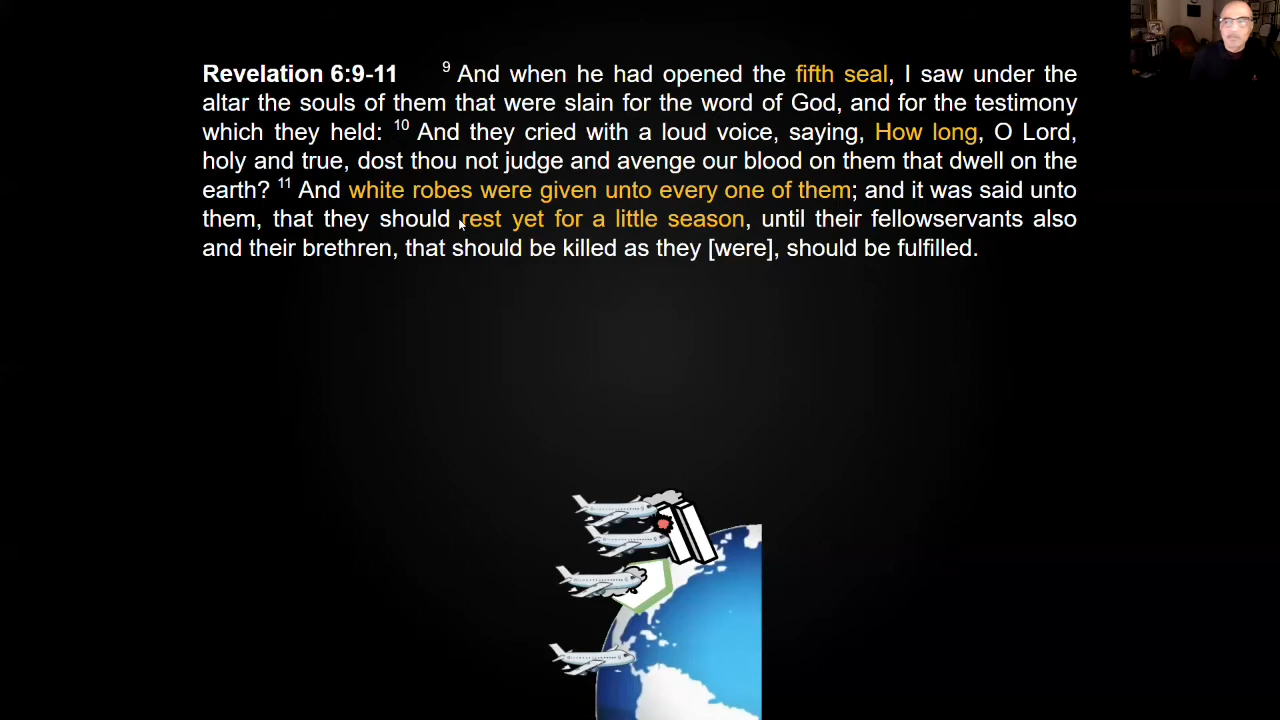 Revelation 6:9-11 9 And when he had opened the fifth seal, I saw under the
altar the souls of them that were slain for the word of God, and for the testimony
which they held: 10 And they cried with a loud voice, saying, How long, O Lord,
holy and true, dost thou not judge and avenge our blood on them that dwell on the
earth? 11 And white robes were given unto every one of them; and it was said unto
them, that they should rest yet for a little season, until their fellowservants also
and their brethren, that should be killed as they [were], should be fulfilled.